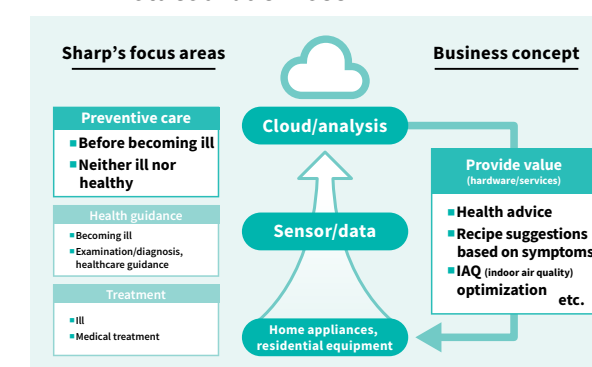 Sharp's focus areas
Preventive care
Before becoming ill
Neither ill nor
healthy
Health guidance
Becoming ill
Examination/diagnosis,
healthcare guidance
Treatment
Ill
Medical treatment
Cloud/analysis
Sensor/data
Home appliances,
residential equipment
Business concept
Provide value
(hardware/services)
Health advice
Recipe suggestions
based on symptoms
IAQ (indoor air quality)
optimization
etc.